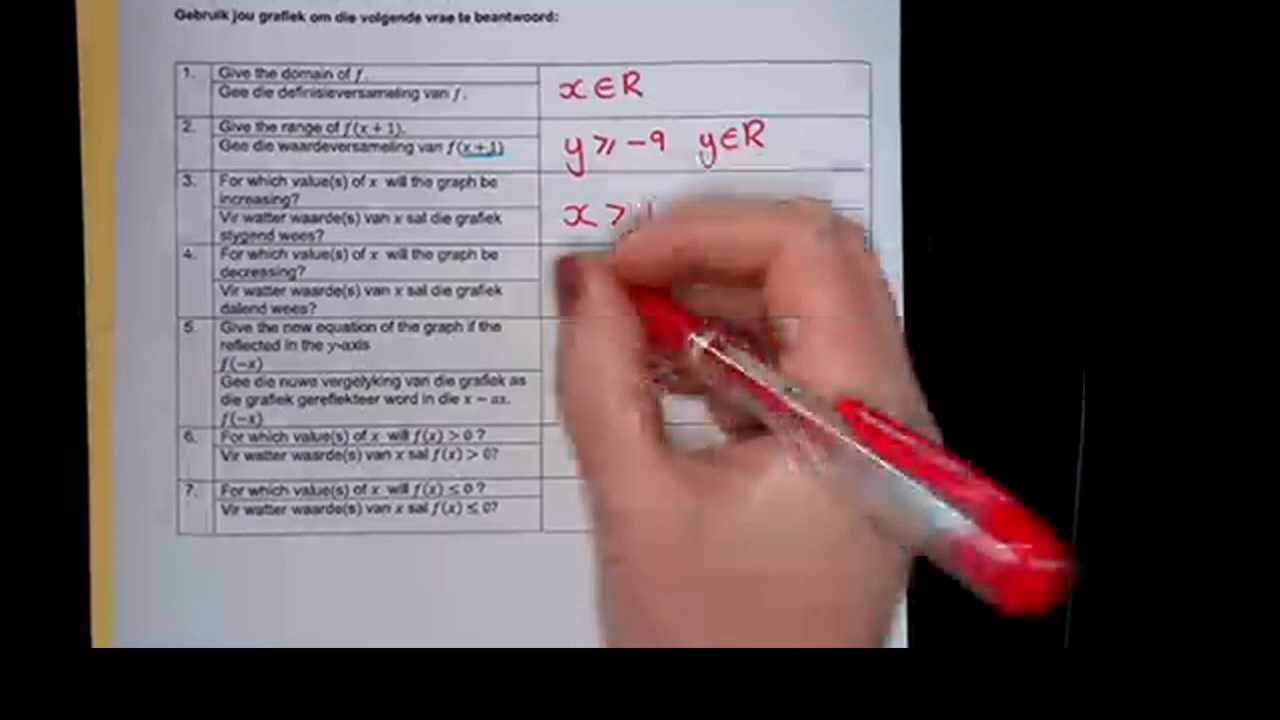 Gebruik jou grafiek om die volgende vrae te beantwoord:
1. Give the domain of f.
Gee die definisieversameling van f.
x ∈ R
2. Give the range of f(x + 1).
Gee die waardeversameling van f(x + 1)
y ≥ -9 y ∈ R
3. For which value(s) of x will the graph be
increasing?
Vir watter waarde(s) van x sal die grafiek
stygend wees?
x >
4. For which value(s) of x will the graph be
decreasing?
Vir watter waarde(s) van x sal die grafiek
dalend wees?
5. Give the new equation of the graph if the
reflected in the y-axis
f(-x)
Gee die nuwe vergelyking van die grafiek as
die grafiek gereflekteer word in die x - as.
f(-x)
6. For which value(s) of x will f(x) > 0?
Vir watter waarde(s) van x sal f(x) > 0?
7. For which value(s) of x will f(x) ≤ 0?
Vir watter waarde(s) van x sal f(x) ≤ 0?